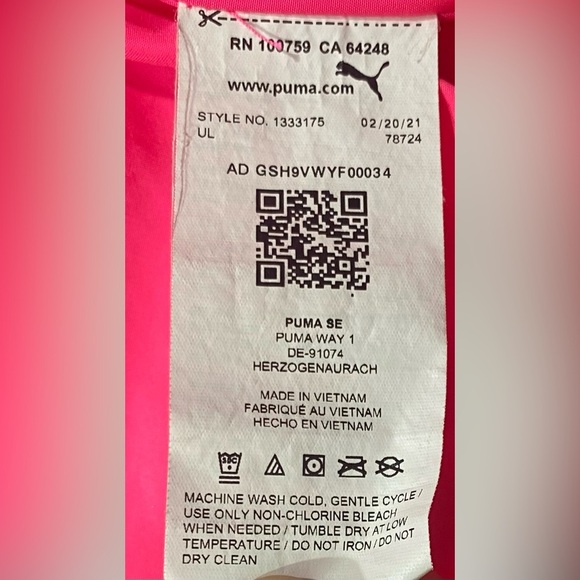 RN 100759 CA 64248
www.puma.com
STYLE NO. 1333175 02/20/21
UL 78724
AD GSH9VWYF00034
PUMA SE
PUMA WAY 1
DE-91074
HERZOGENAURACH
MADE IN VIETNAM
FABRIQUÉ AU VIETNAM
HECHO EN VIETNAM
MACHINE WASH COLD, GENTLE CYCLE /
USE ONLY NON-CHLORINE BLEACH
WHEN NEEDED / TUMBLE DRY AT LOW
TEMPERATURE / DO NOT IRON / DO NOT
DRY CLEAN